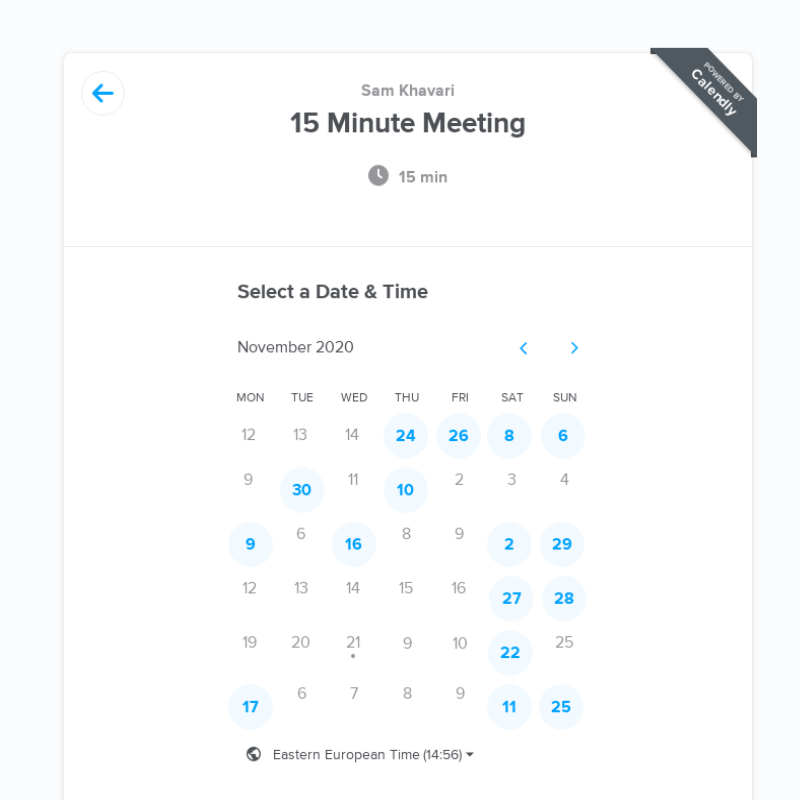 Sam Khavari
15 Minute Meeting
15 min
POWERED BY
Calendly
Select a Date & Time
November 2020
MON TUE WED THU FRI SAT SUN
12 13 14 24 26 8 6
9 30 11 10 2 3 4
9 6 16 8 9 2 29
12 13 14 15 16 27 28
19 20 21 9 10 22 25
17 6 7 8 9 11 25
Eastern European Time (14:56)